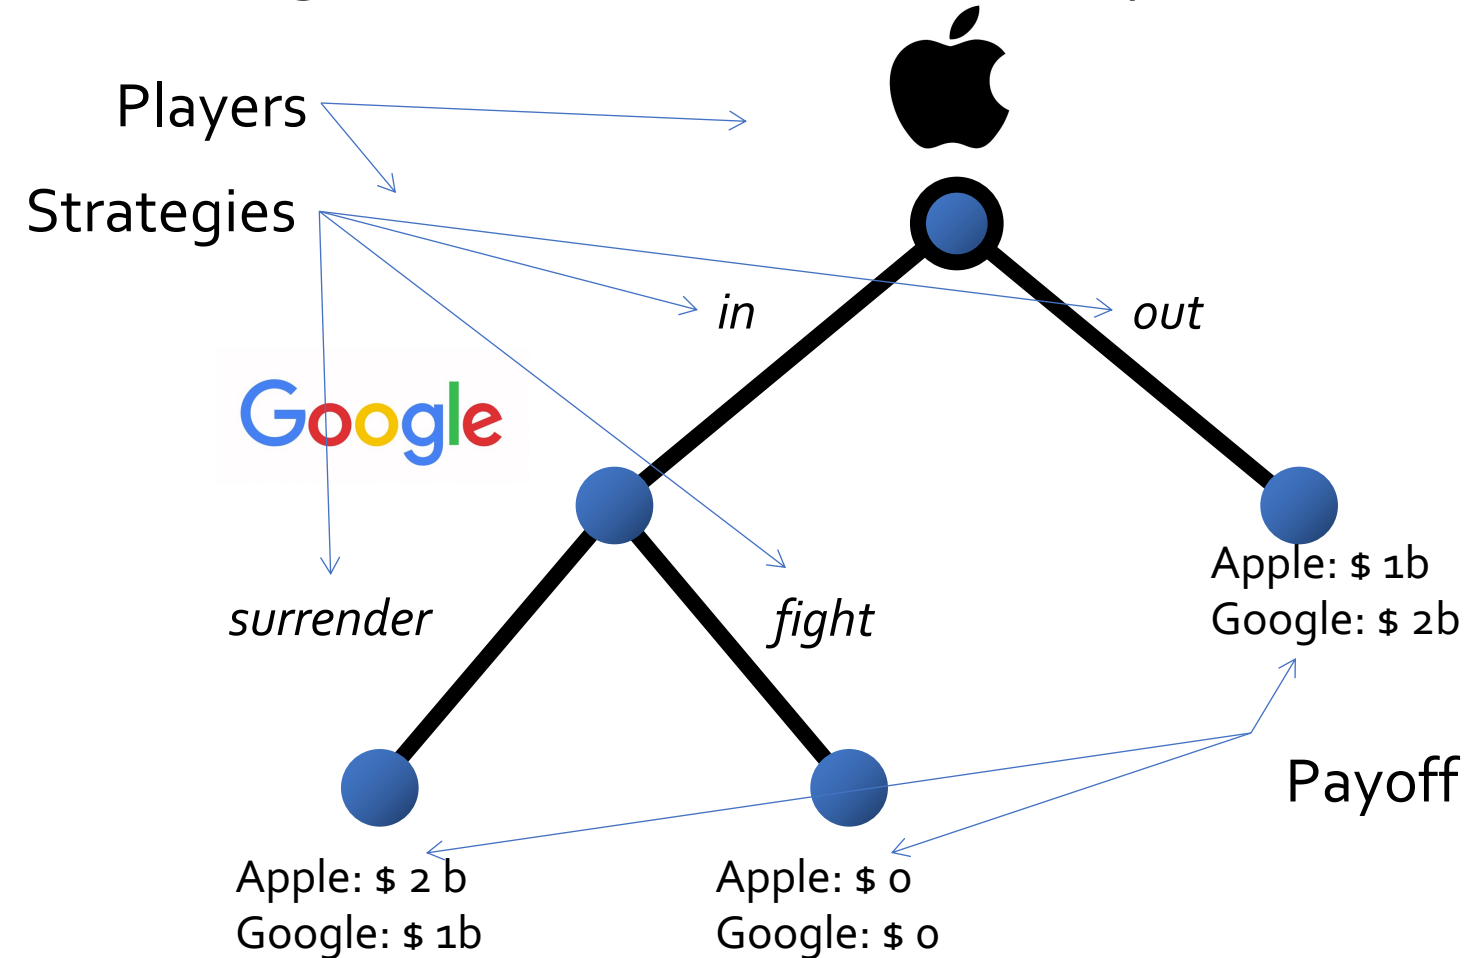 Players
Strategies
in
out
Google
surrender
fight
Apple: $ 1b
Google: $ 2b
Payoff
Apple: $ 2 b
Google: $ 1b
Apple: $ 0
Google: $ 0